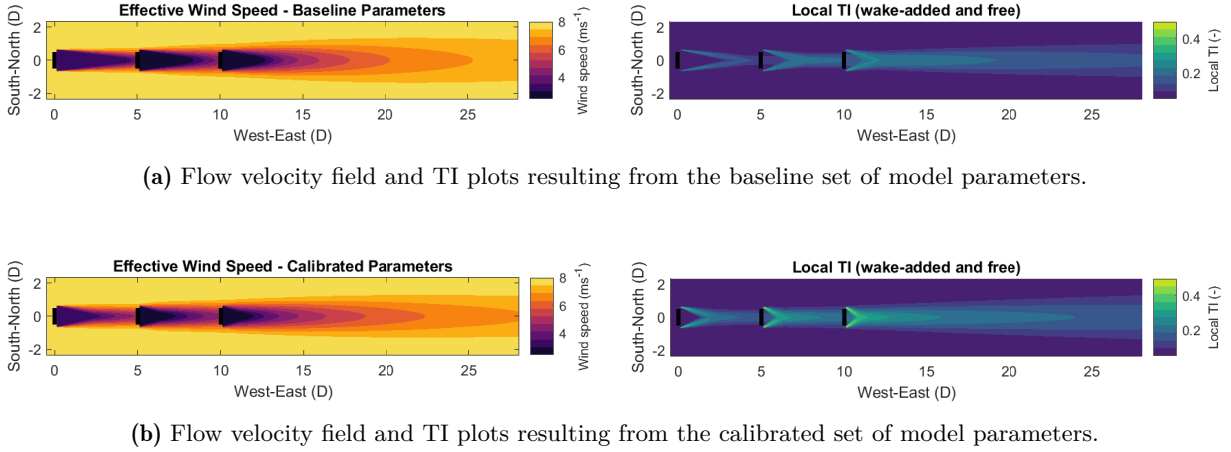 Effective Wind Speed - Baseline Parameters
South-North (D)
2
0
-2
0 5 10 15 20 25
West-East (D)
8
6
4
Wind speed (ms⁻¹)
Local TI (wake-added and free)
South-North (D)
2
0
-2
0 5 10 15 20 25
West-East (D)
0.4
0.2
Local TI (-)
(a) Flow velocity field and TI plots resulting from the baseline set of model parameters.
Effective Wind Speed - Calibrated Parameters
South-North (D)
2
0
-2
0 5 10 15 20 25
West-East (D)
8
6
4
Wind speed (ms⁻¹)
Local TI (wake-added and free)
South-North (D)
2
0
-2
0 5 10 15 20 25
West-East (D)
0.4
0.2
Local TI (-)
(b) Flow velocity field and TI plots resulting from the calibrated set of model parameters.